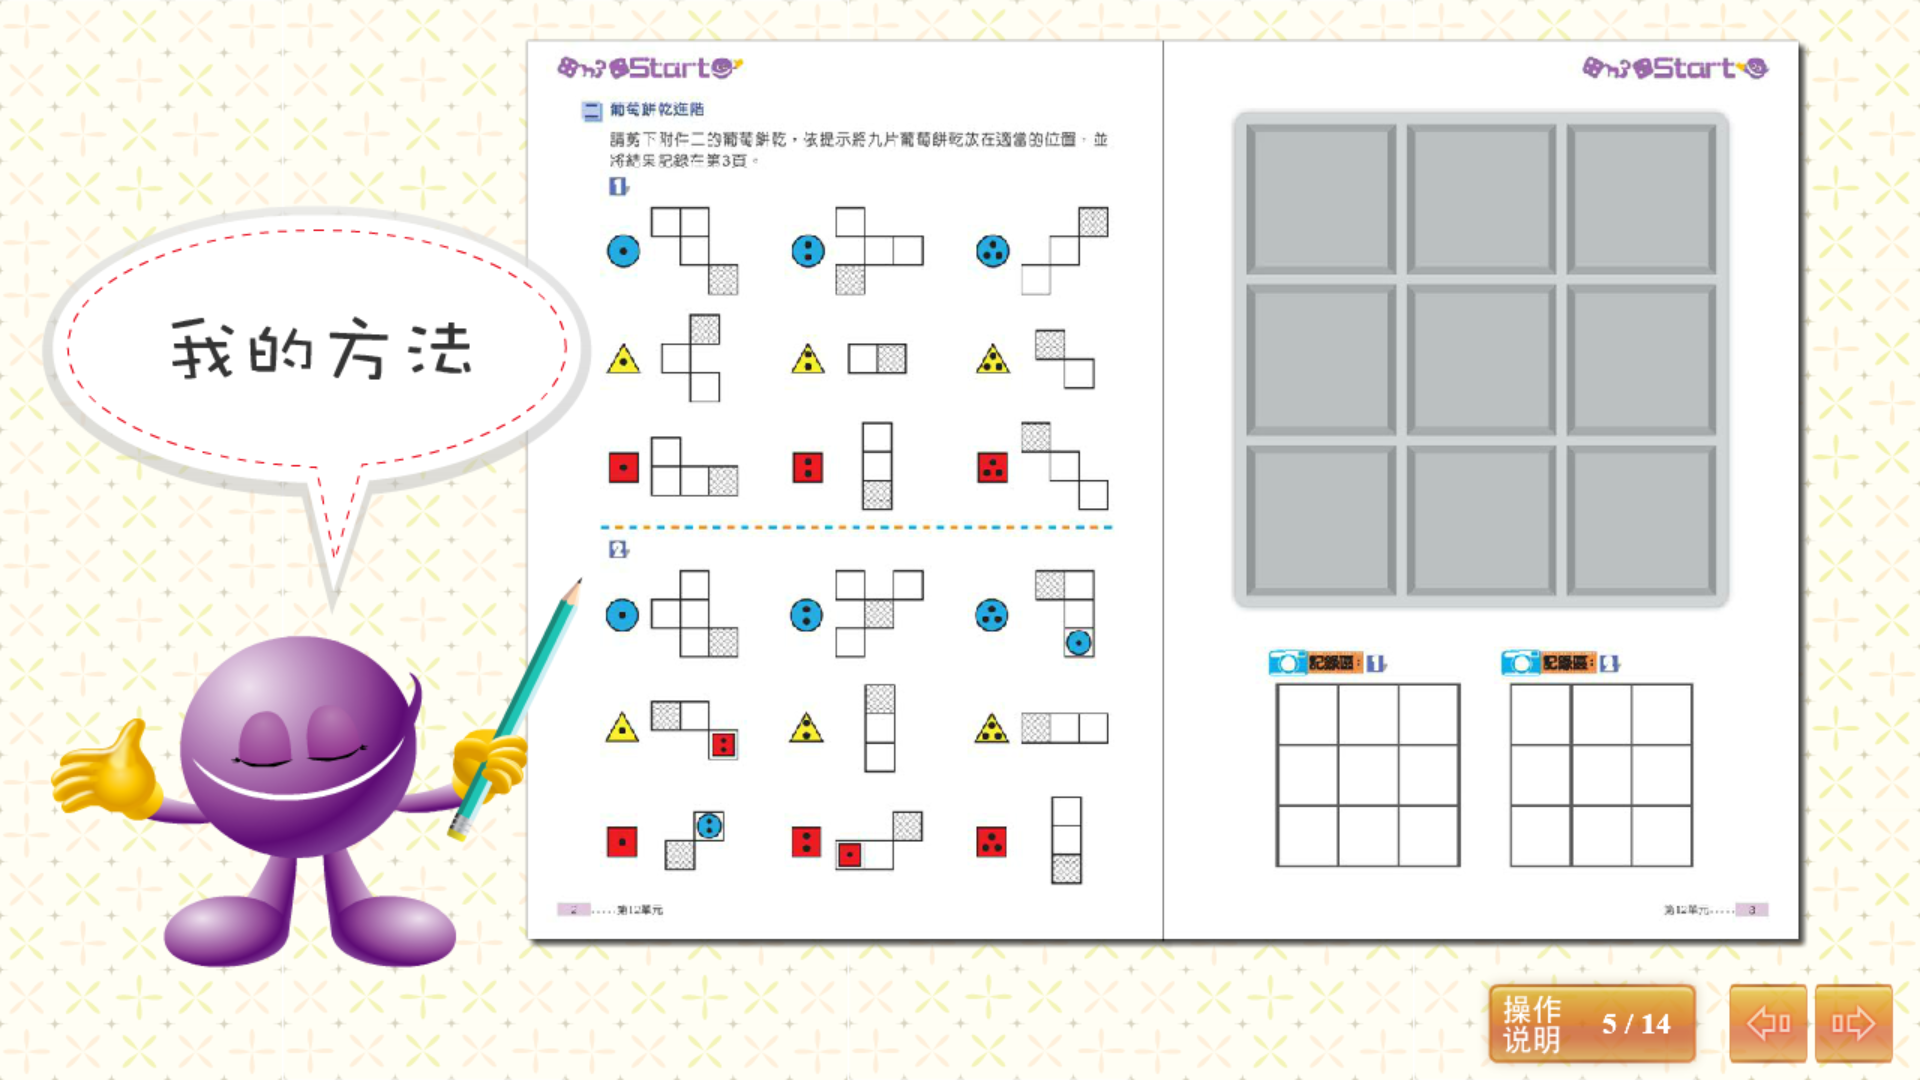 我的方法
Start
Start
二 葡萄餅乾進階
請剪下附件二的葡萄餅乾，依提示將九片葡萄餅乾放在適當的位置，並
將結果記錄在第3頁。
1
2
記錄區：1
記錄區：2
2 ......第12單元
第12單元...... 3
操作
说明
5 / 14